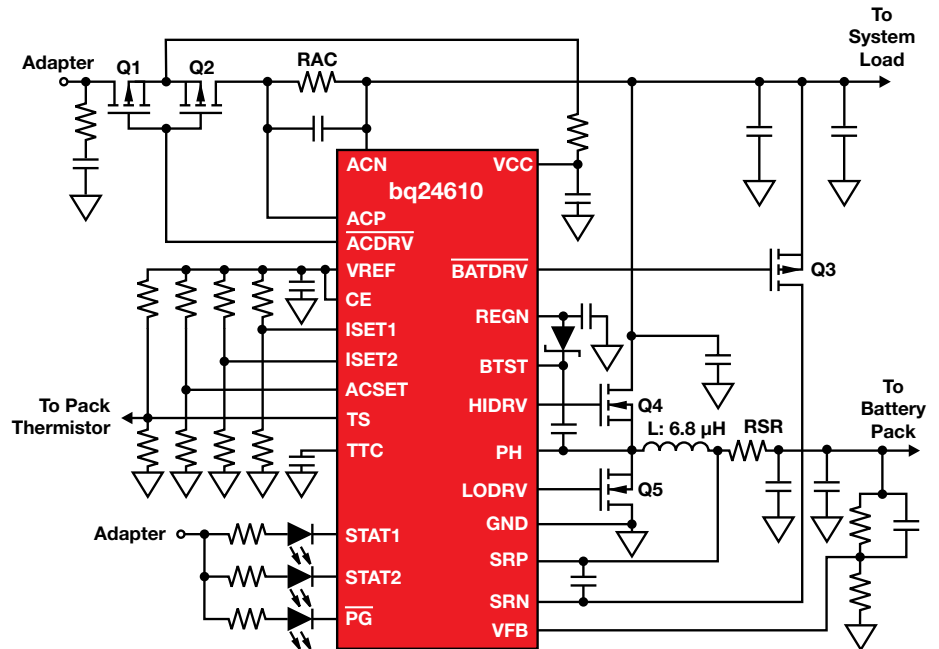 To
System
Load
Adapter
Q1
Q2
RAC
ACN
VCC
bq24610
ACP
ACDRV
VREF
BATDRV
Q3
CE
REGN
ISET1
ISET2
BTST
ACSET
HIDRV
Q4
To
Battery
Pack
To Pack
Thermistor
TS
L: 6.8 µH
RSR
TTC
PH
LODRV
Q5
GND
Adapter
STAT1
SRP
STAT2
SRN
PG
VFB